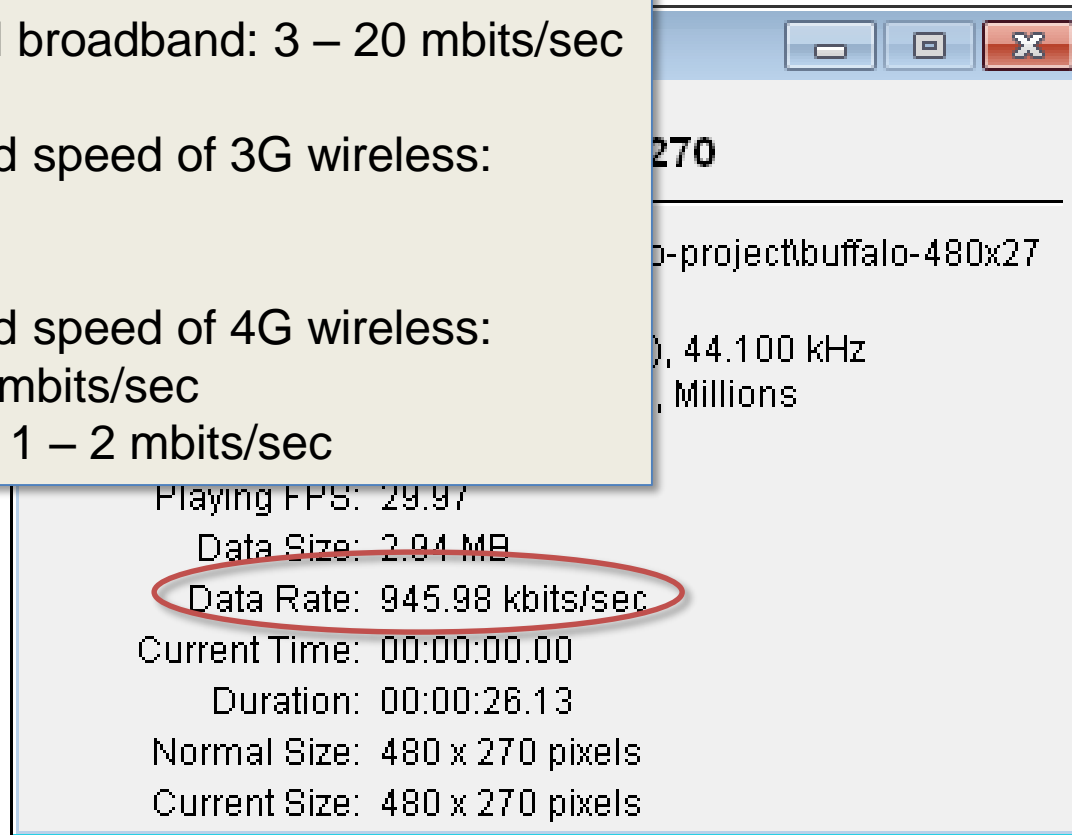 l broadband: 3 – 20 mbits/sec
d speed of 3G wireless:
d speed of 4G wireless:
mbits/sec
1 – 2 mbits/sec
270
o-project\buffalo-480x27
), 44.100 kHz
, Millions
Playing FPS: 29.97
Data Size: 2.94 MB
Data Rate: 945.98 kbits/sec
Current Time: 00:00:00.00
Duration: 00:00:26.13
Normal Size: 480 x 270 pixels
Current Size: 480 x 270 pixels